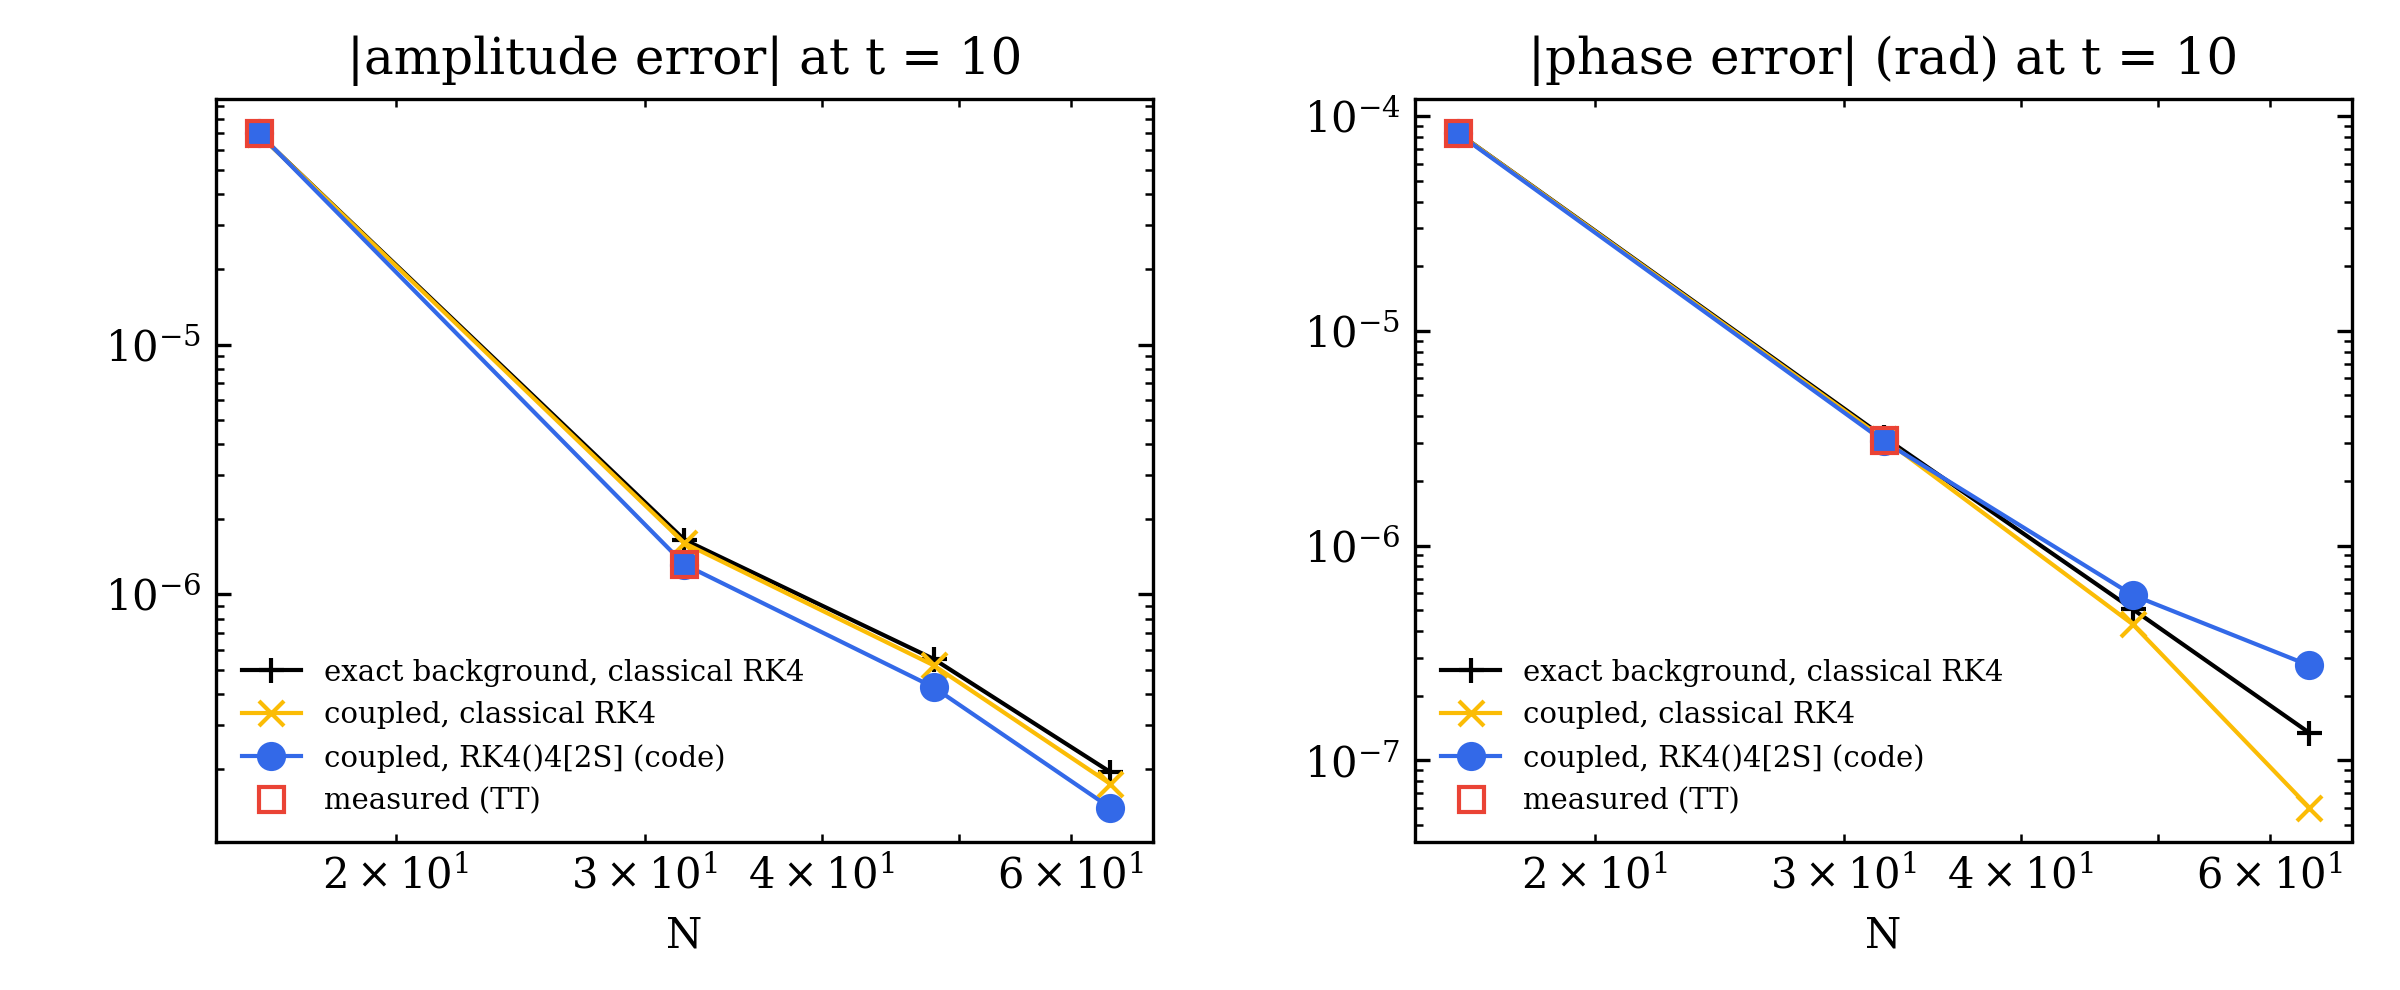 |amplitude error| at t = 10
10⁻⁵
10⁻⁶
2 × 10¹
3 × 10¹
4 × 10¹
6 × 10¹
N
exact background, classical RK4
coupled, classical RK4
coupled, RK4()4[2S] (code)
measured (TT)
|phase error| (rad) at t = 10
10⁻⁴
10⁻⁵
10⁻⁶
10⁻⁷
2 × 10¹
3 × 10¹
4 × 10¹
6 × 10¹
N
exact background, classical RK4
coupled, classical RK4
coupled, RK4()4[2S] (code)
measured (TT)